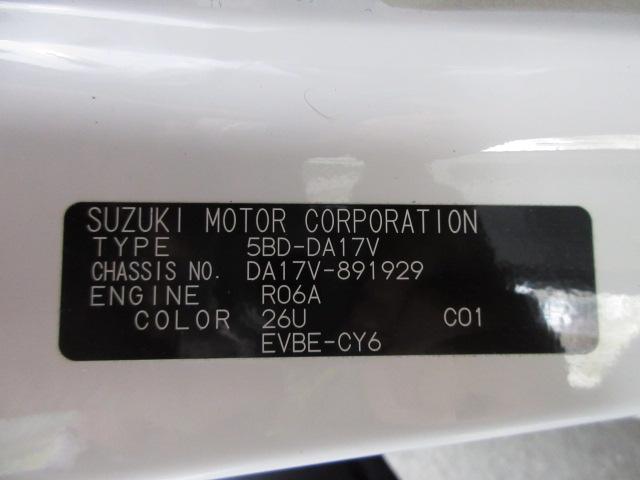 SUZUKI MOTOR CORPORATION
TYPE 5BD-DA17V
CHASSIS NO. DA17V-891929
ENGINE R06A
COLOR 26U C01
EVBE-CY6